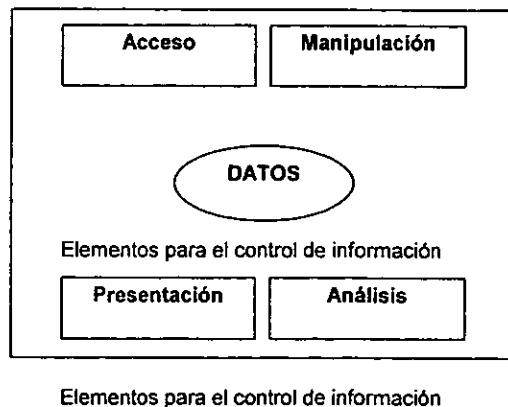 Acceso Manipulación
DATOS
Elementos para el control de información
Presentación Análisis
Elementos para el control de información